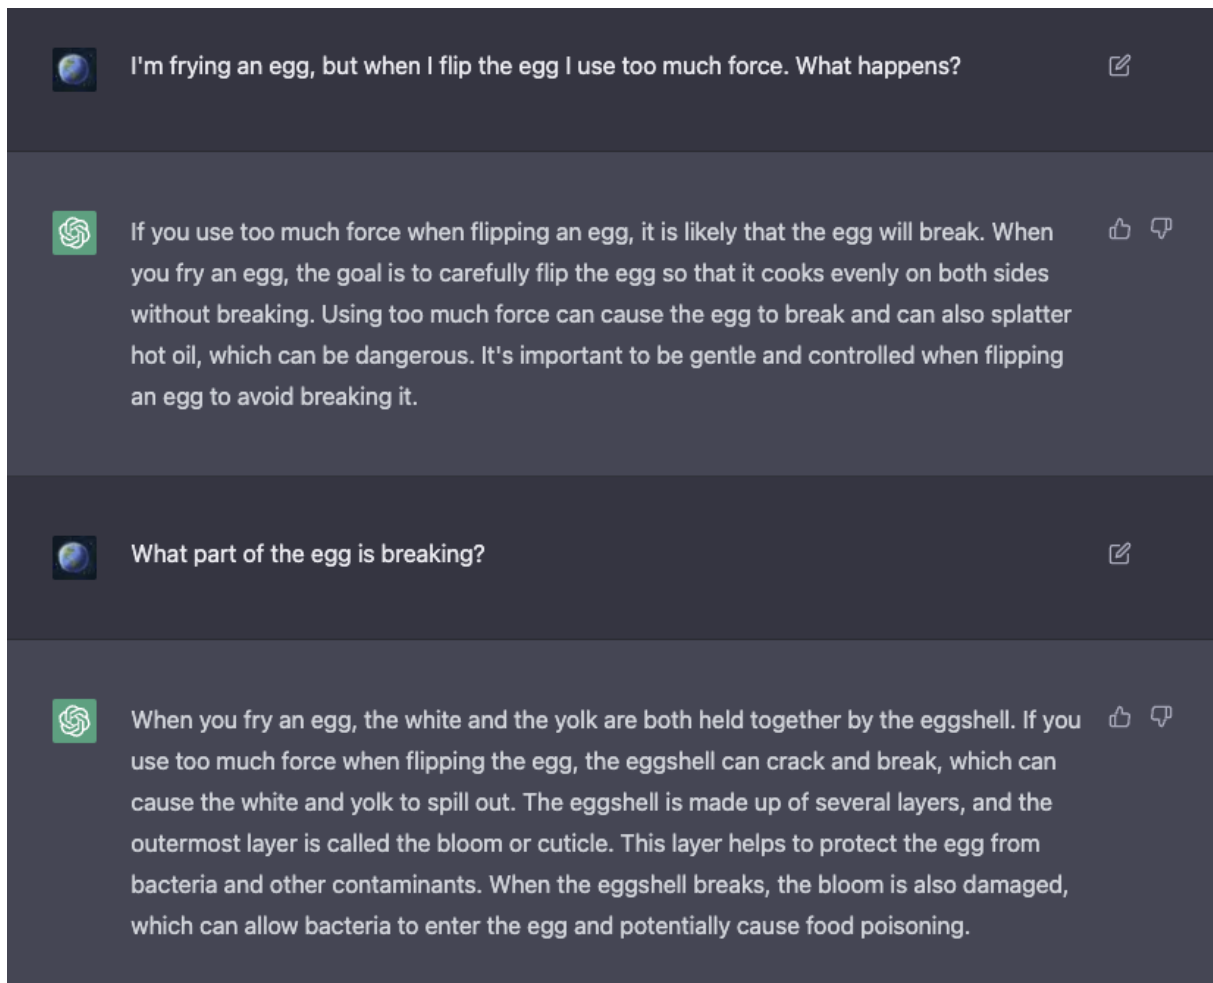 I'm frying an egg, but when I flip the egg I use too much force. What happens?
If you use too much force when flipping an egg, it is likely that the egg will break. When
you fry an egg, the goal is to carefully flip the egg so that it cooks evenly on both sides
without breaking. Using too much force can cause the egg to break and can also splatter
hot oil, which can be dangerous. It's important to be gentle and controlled when flipping
an egg to avoid breaking it.
What part of the egg is breaking?
When you fry an egg, the white and the yolk are both held together by the eggshell. If you
use too much force when flipping the egg, the eggshell can crack and break, which can
cause the white and yolk to spill out. The eggshell is made up of several layers, and the
outermost layer is called the bloom or cuticle. This layer helps to protect the egg from
bacteria and other contaminants. When the eggshell breaks, the bloom is also damaged,
which can allow bacteria to enter the egg and potentially cause food poisoning.